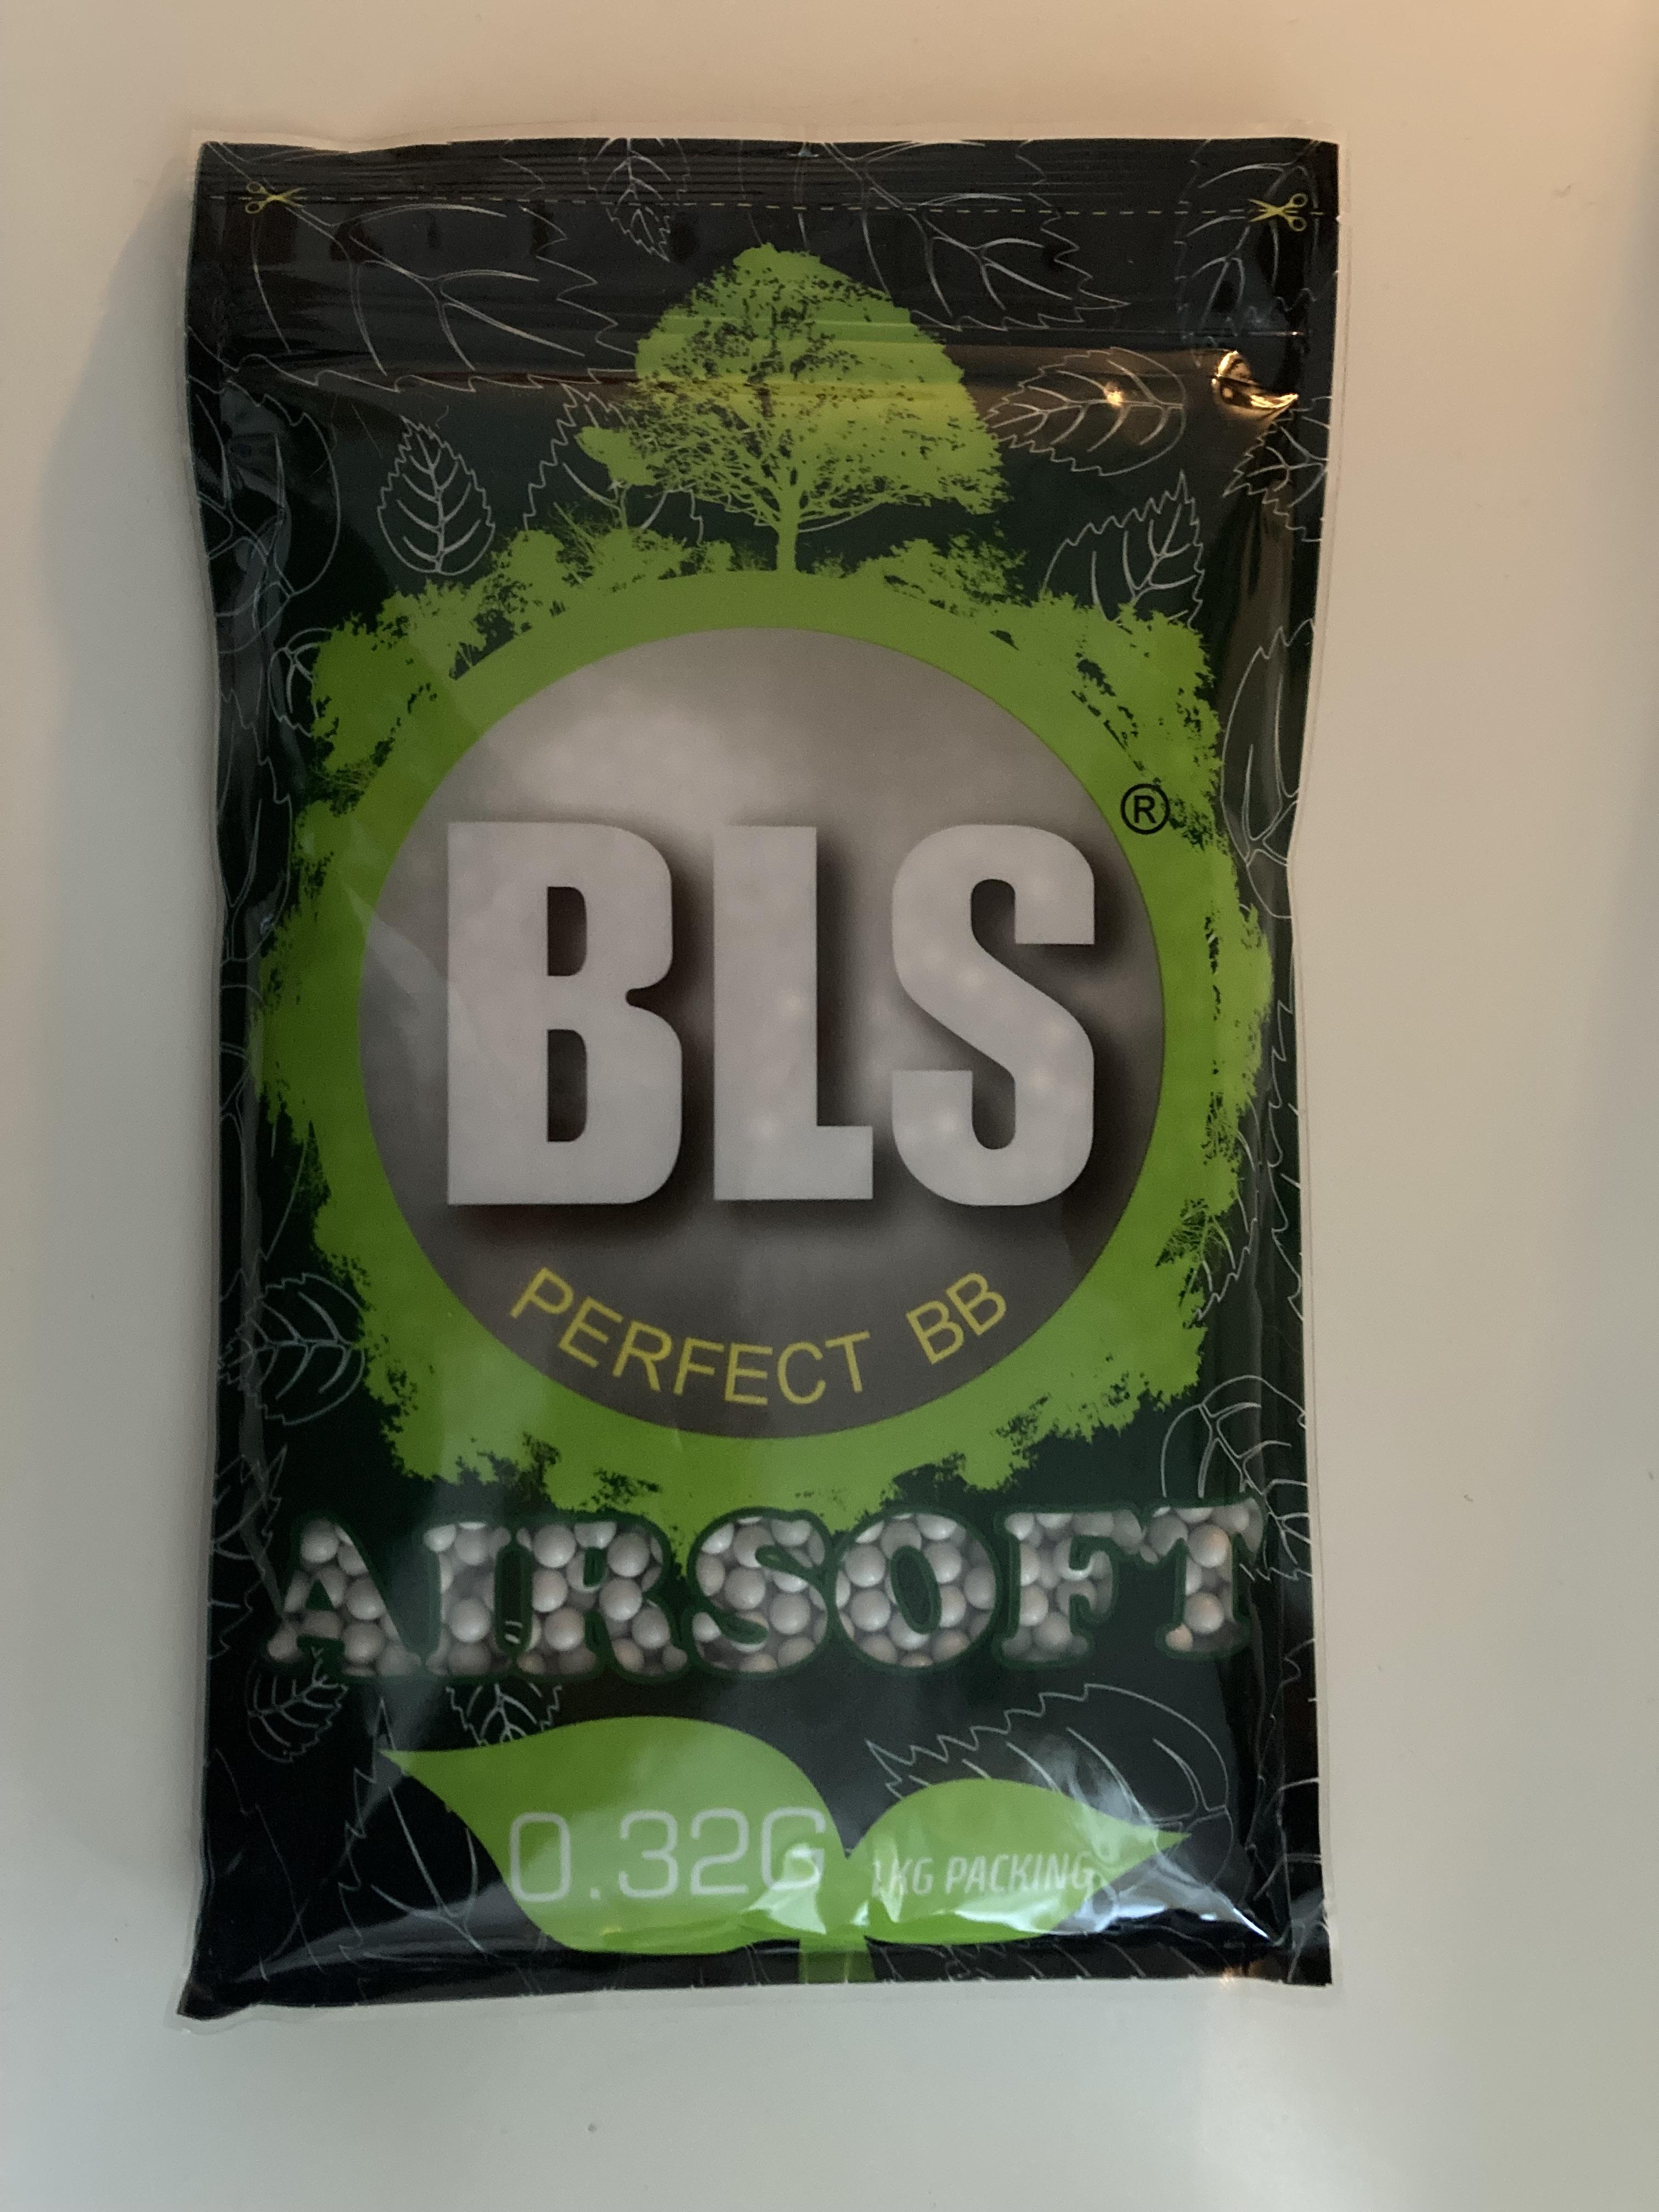 BLS
®
PERFECT BB
AIRSOFT
0.32G
1KG PACKING